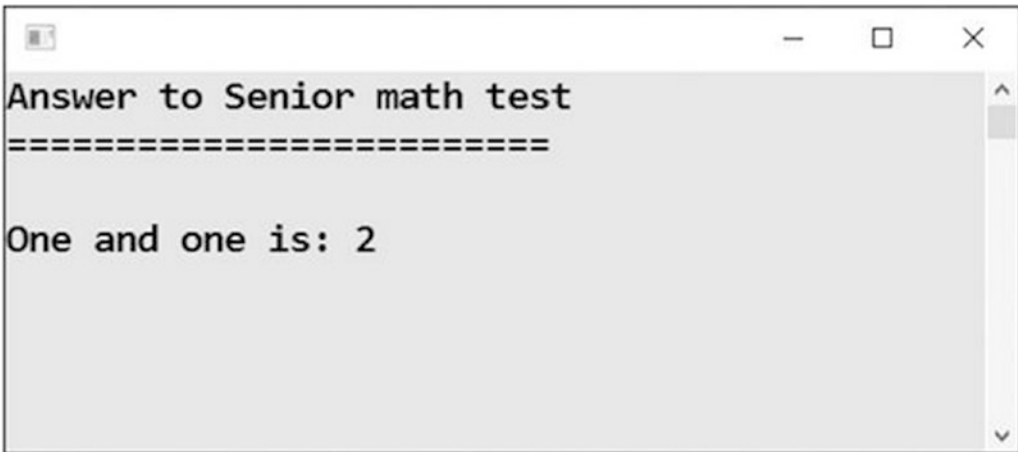 Answer to Senior math test
=========================
One and one is: 2